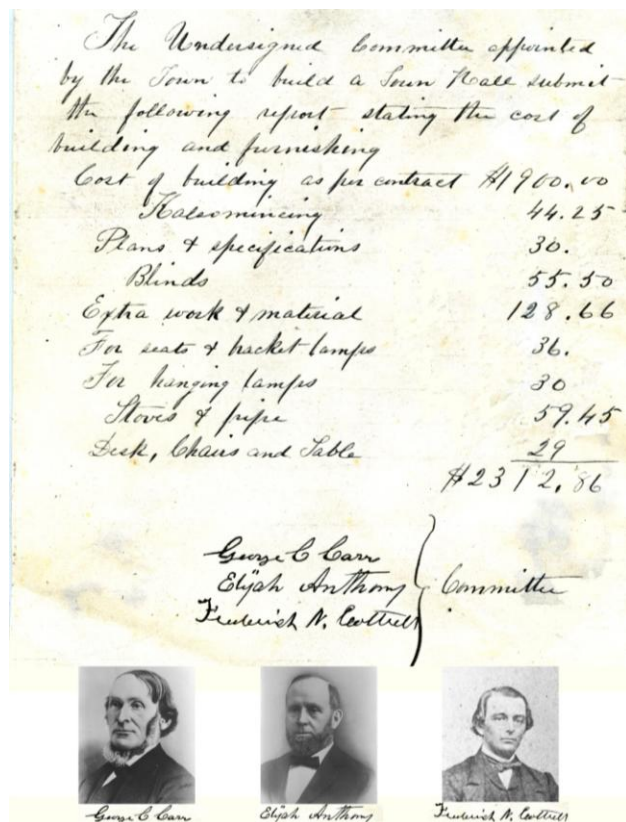 The Undersigned Committee appointed
by the Town to build a Town Hall submit
the following report stating the cost of
building and furnishing
Cost of building as per contract $1900.00
Kalsomineing 44.25
Plans & specifications 30.
Blinds 55.50
Extra work & material 128.66
For seats & bracket lamps 36.
For hanging lamps 30
Stoves & pipe 59.45
Desk, Chairs and Table 29
$2312.86
George C Carr
Elijah Anthony } Committee
Frederick N. Cottrell
George C Carr Elijah Anthony Frederick N. Cottrell